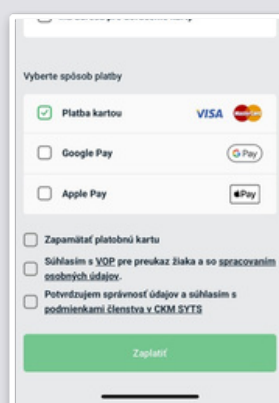 Vyberte spôsob platby
Platba kartou VISA MasterCard
Google Pay G Pay
Apple Pay Pay
Zapamätať platobnú kartu
Súhlasím s VOP pre preukaz žiaka a so spracovaním
osobných údajov.
Potvrdzujem správnosť údajov a súhlasím s
podmienkami členstva v CKM SYTS
Zaplatiť